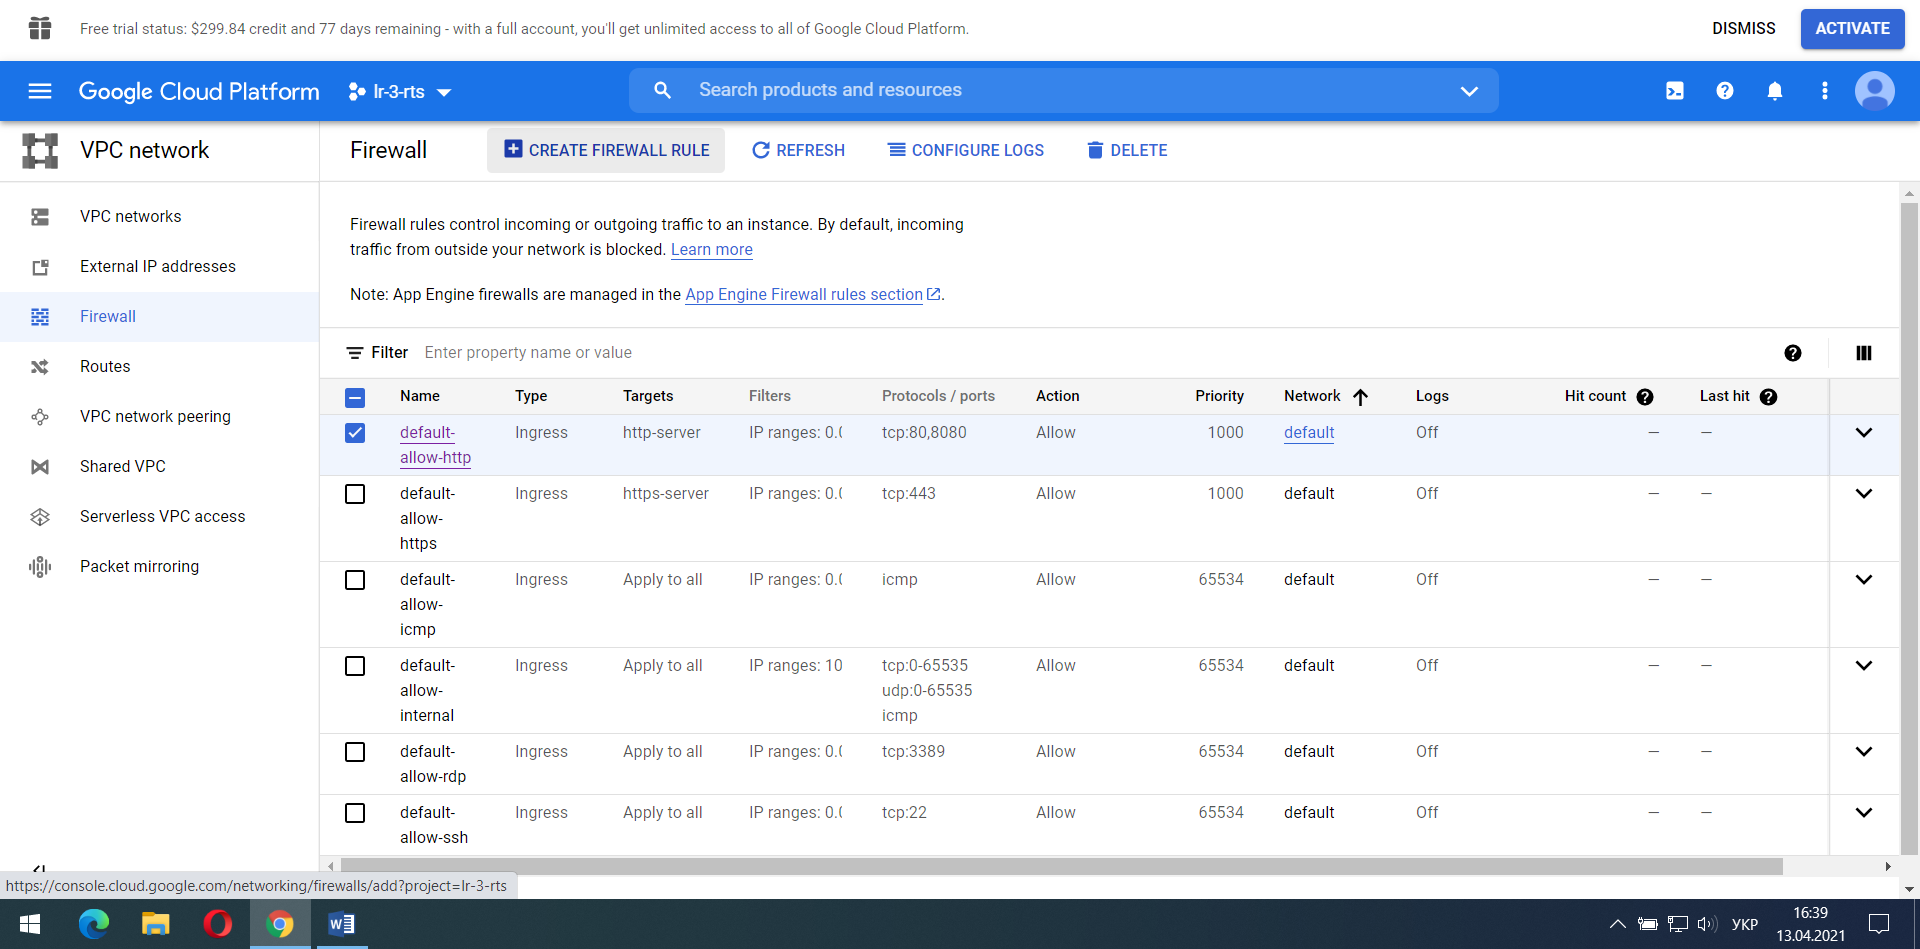 Free trial status: $299.84 credit and 77 days remaining - with a full account, you'll get unlimited access to all of Google Cloud Platform.
DISMISS
ACTIVATE
Google Cloud Platform
lr-3-rts
Search products and resources
VPC network
Firewall
CREATE FIREWALL RULE
REFRESH
CONFIGURE LOGS
DELETE
VPC networks
External IP addresses
Firewall
Routes
VPC network peering
Shared VPC
Serverless VPC access
Packet mirroring
Firewall rules control incoming or outgoing traffic to an instance. By default, incoming
traffic from outside your network is blocked. Learn more
Note: App Engine firewalls are managed in the App Engine Firewall rules section.
Filter Enter property name or value
Name Type Targets Filters Protocols / ports Action Priority Network Logs Hit count Last hit
default- Ingress http-server IP ranges: 0.( tcp:80,8080 Allow 1000 default Off — —
allow-http
default- Ingress https-server IP ranges: 0.( tcp:443 Allow 1000 default Off — —
allow-
https
default- Ingress Apply to all IP ranges: 0.( icmp Allow 65534 default Off — —
allow-
icmp
default- Ingress Apply to all IP ranges: 10 tcp:0-65535 Allow 65534 default Off — —
allow- udp:0-65535
internal icmp
default- Ingress Apply to all IP ranges: 0.( tcp:3389 Allow 65534 default Off — —
allow-rdp
default- Ingress Apply to all IP ranges: 0.( tcp:22 Allow 65534 default Off — —
allow-ssh
https://console.cloud.google.com/networking/firewalls/add?project=lr-3-rts
УКР
16:39
13.04.2021